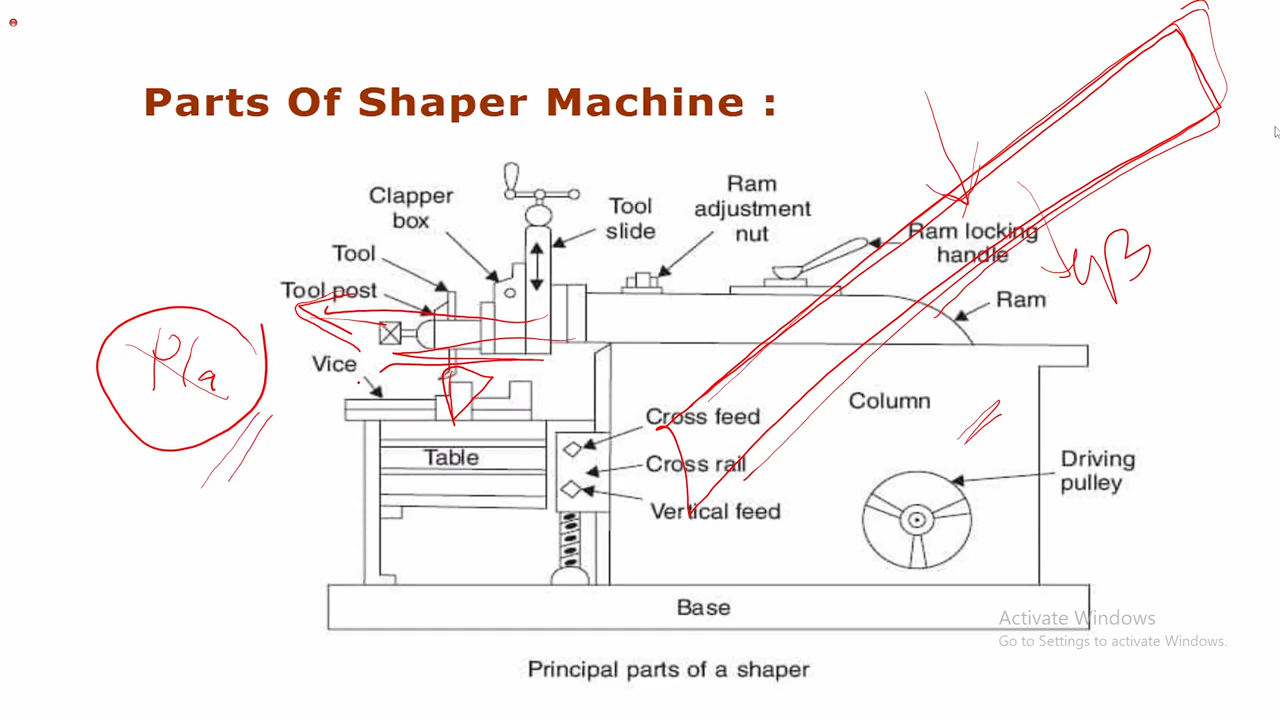 Parts Of Shaper Machine :
Clapper
box
Tool
slide
Ram
adjustment
nut
Ram locking
handle
Tool
Tool post
Ram
Vice
Cross feed
Column
Table
Cross rail
Driving
pulley
Vertical feed
Base
Activate Windows
Go to Settings to activate Windows.
Principal parts of a shaper